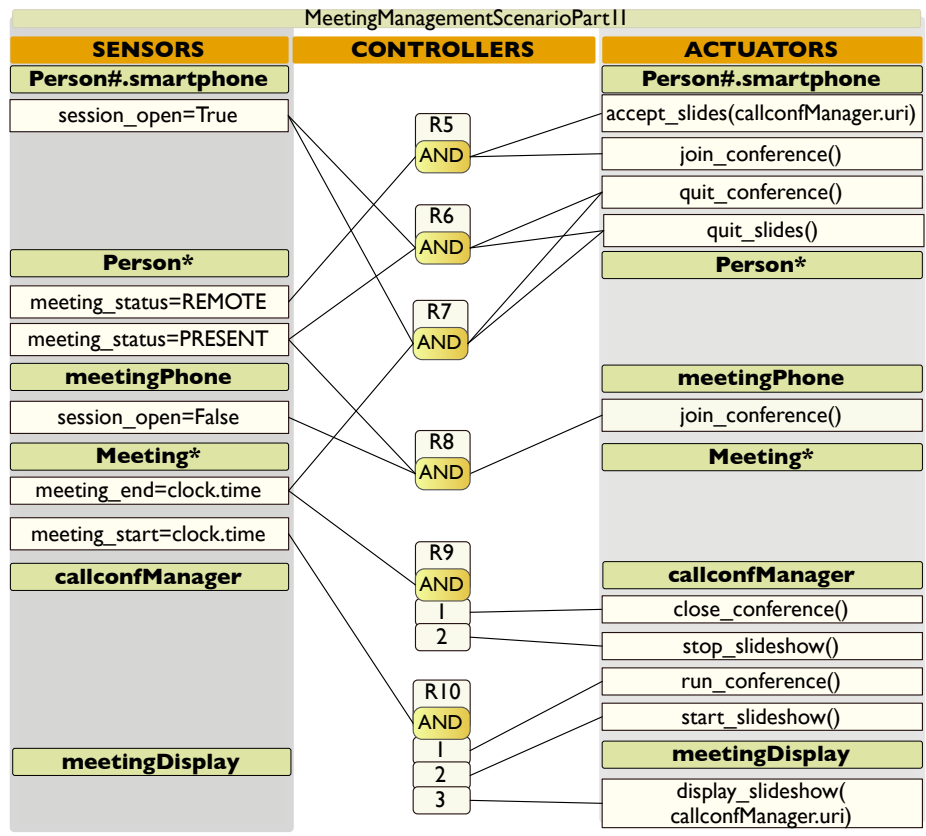 MeetingManagementScenarioPart11
SENSORS
CONTROLLERS
ACTUATORS
Person#.smartphone
session_open=True
Person*
meeting_status=REMOTE
meeting_status=PRESENT
meetingPhone
session_open=False
Meeting*
meeting_end=clock.time
meeting_start=clock.time
callconfManager
meetingDisplay
R5
AND
R6
AND
R7
AND
R8
AND
R9
AND
1
2
R10
AND
1
2
3
Person#.smartphone
accept_slides(callconfManager.uri)
join_conference()
quit_conference()
quit_slides()
Person*
meetingPhone
join_conference()
Meeting*
callconfManager
close_conference()
stop_slideshow()
run_conference()
start_slideshow()
meetingDisplay
display_slideshow(
callconfManager.uri)